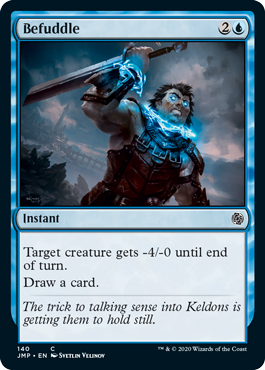 Befuddle 2
Instant
Target creature gets -4/-0 until end
of turn.
Draw a card.
The trick to talking sense into Keldons is
getting them to hold still.
140 C
JMP • EN SVETLIN VELINOV ™ & © 2020 Wizards of the Coast